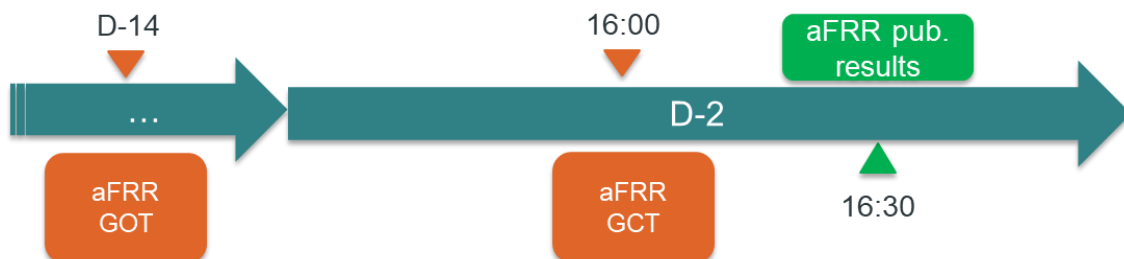 D-14
16:00
aFRR pub.
results
...
D-2
aFRR
GOT
aFRR
GCT
16:30